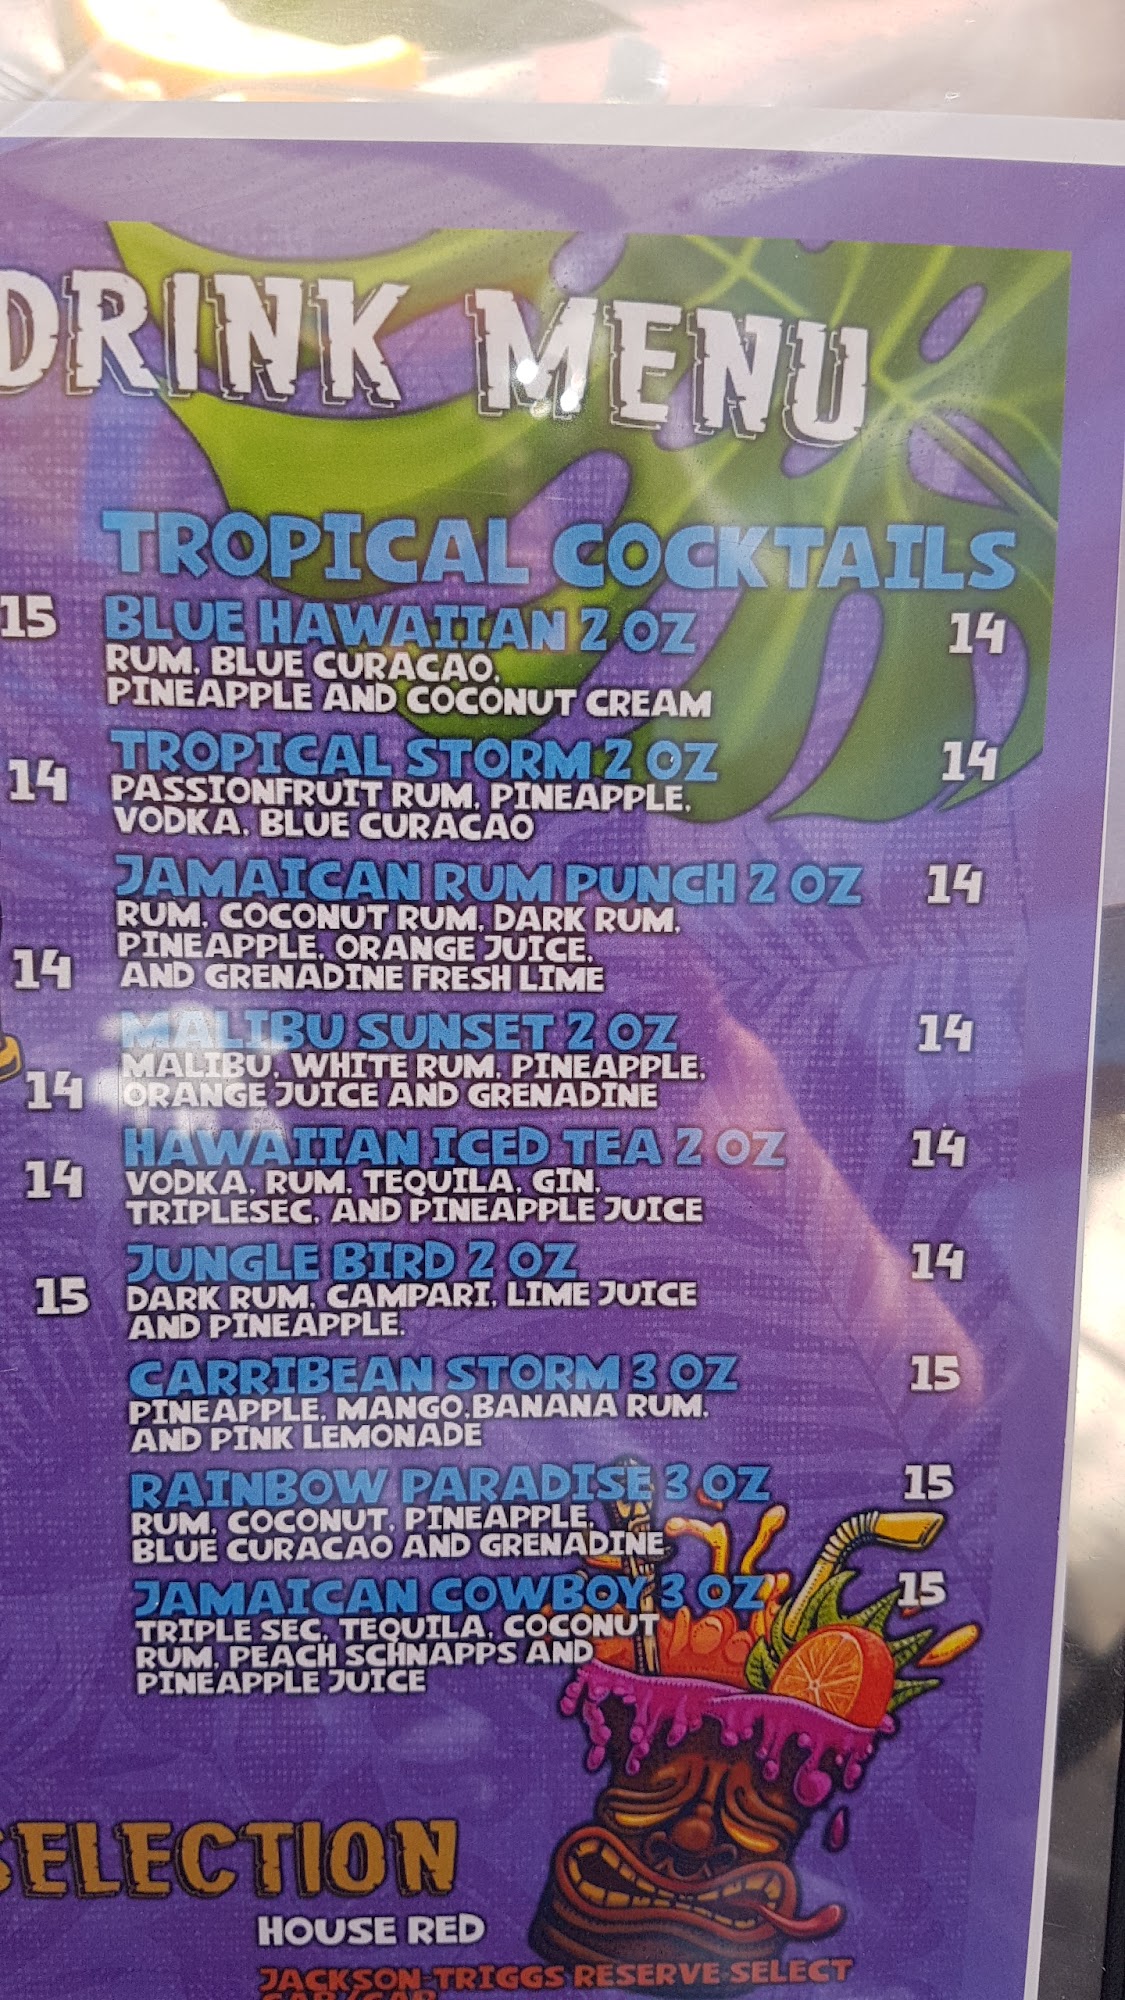 DRINK MENU
TROPICAL COCKTAILS
15
BLUE HAWAIIAN 2 OZ 14
RUM, BLUE CURACAO,
PINEAPPLE AND COCONUT CREAM
14
TROPICAL STORM 2 OZ 14
PASSIONFRUIT RUM, PINEAPPLE,
VODKA, BLUE CURACAO
JAMAICAN RUM PUNCH 2 OZ 14
RUM, COCONUT RUM, DARK RUM,
PINEAPPLE, ORANGE JUICE,
14
AND GRENADINE FRESH LIME
MALIBU SUNSET 2 OZ 14
MALIBU, WHITE RUM, PINEAPPLE,
14
ORANGE JUICE AND GRENADINE
HAWAIIAN ICED TEA 2 OZ 14
14
VODKA, RUM, TEQUILA, GIN,
TRIPLESEC, AND PINEAPPLE JUICE
JUNGLE BIRD 2 OZ 14
15
DARK RUM, CAMPARI, LIME JUICE
AND PINEAPPLE.
CARRIBEAN STORM 3 OZ 15
PINEAPPLE, MANGO,BANANA RUM,
AND PINK LEMONADE
RAINBOW PARADISE 3 OZ 15
RUM, COCONUT, PINEAPPLE,
BLUE CURACAO AND GRENADINE
JAMAICAN COWBOY 3 OZ 15
TRIPLE SEC, TEQUILA, COCONUT
RUM, PEACH SCHNAPPS AND
PINEAPPLE JUICE
SELECTION
HOUSE RED
JACKSON-TRIGGS RESERVE SELECT